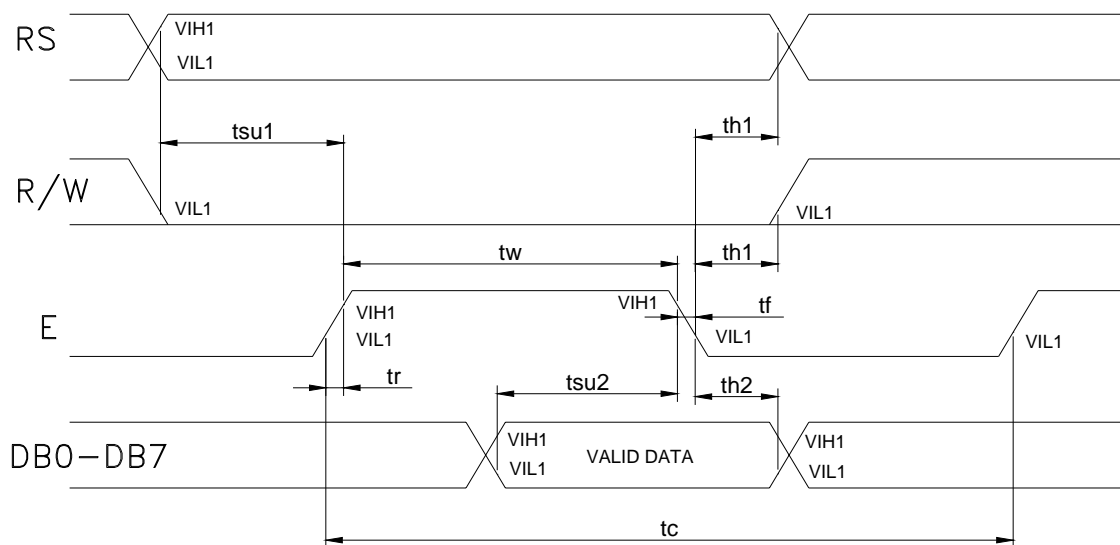 RS
VIH1
VIL1
tsu1
th1
R/W
VIL1
VIL1
tw
th1
E
VIH1
VIL1
VIH1
tf
VIL1
VIL1
tr
tsu2
th2
DB0-DB7
VIH1
VIL1
VALID DATA
VIH1
VIL1
tc